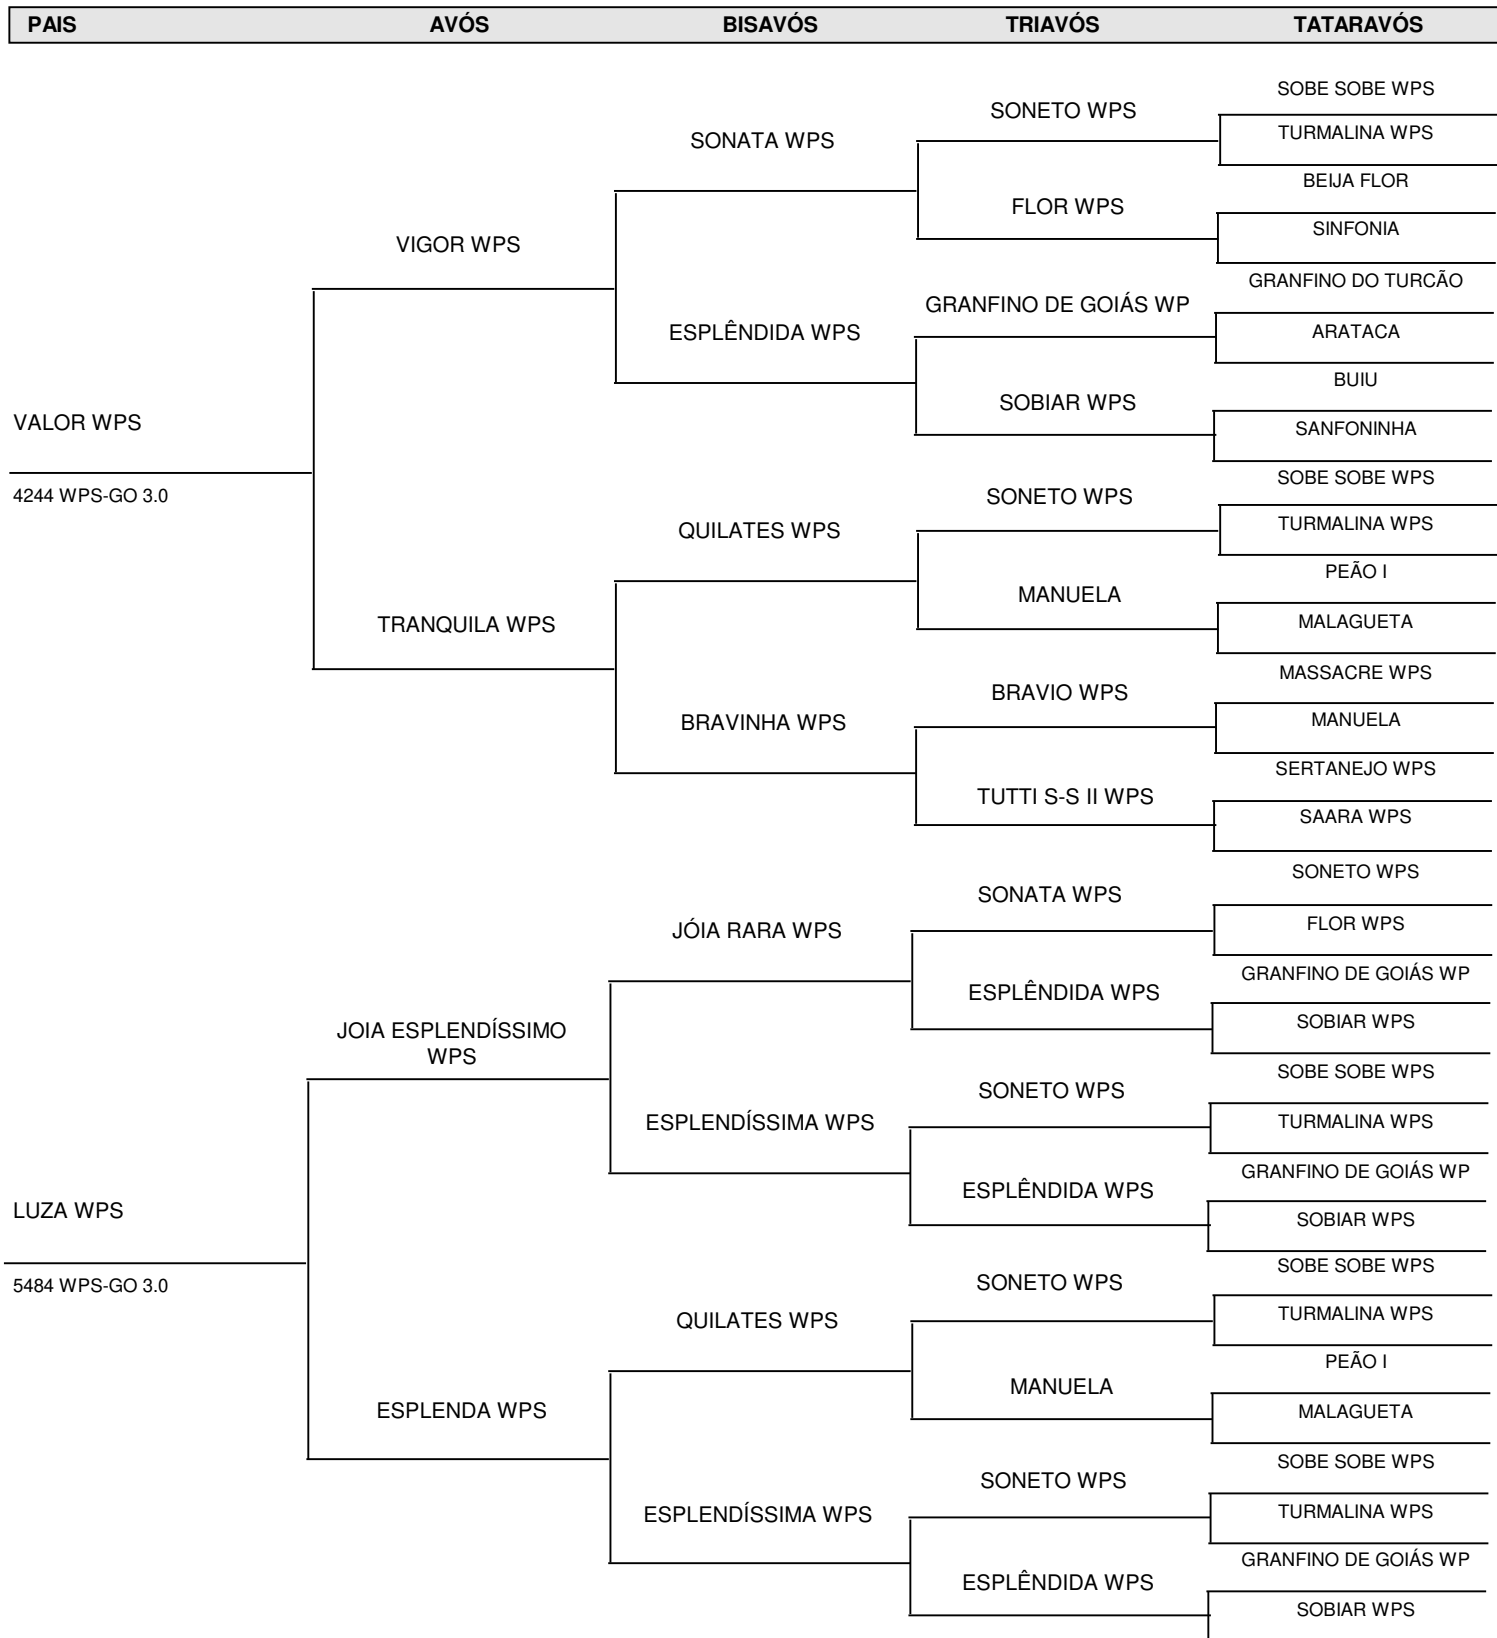 PAIS AVÓS BISAVÓS TRIAVÓS TATARAVÓS
SOBE SOBE WPS
SONETO WPS
TURMALINA WPS
SONATA WPS
BEIJA FLOR
FLOR WPS
SINFONIA
VIGOR WPS
GRANFINO DO TURCÃO
GRANFINO DE GOIÁS WP
ARATACA
ESPLÊNDIDA WPS
BUIU
SOBIAR WPS
SANFONINHA
VALOR WPS
4244 WPS-GO 3.0
SOBE SOBE WPS
SONETO WPS
TURMALINA WPS
QUILATES WPS
PEÃO I
MANUELA
MALAGUETA
TRANQUILA WPS
MASSACRE WPS
BRAVIO WPS
MANUELA
BRAVINHA WPS
SERTANEJO WPS
TUTTI S-S II WPS
SAARA WPS
SONETO WPS
SONATA WPS
FLOR WPS
JÓIA RARA WPS
GRANFINO DE GOIÁS WP
ESPLÊNDIDA WPS
SOBIAR WPS
JOIA ESPLENDÍSSIMO
WPS
SOBE SOBE WPS
SONETO WPS
TURMALINA WPS
ESPLENDÍSSIMA WPS
GRANFINO DE GOIÁS WP
ESPLÊNDIDA WPS
SOBIAR WPS
LUZA WPS
5484 WPS-GO 3.0
SOBE SOBE WPS
SONETO WPS
TURMALINA WPS
QUILATES WPS
PEÃO I
MANUELA
MALAGUETA
ESPLENDA WPS
SOBE SOBE WPS
SONETO WPS
TURMALINA WPS
ESPLENDÍSSIMA WPS
GRANFINO DE GOIÁS WP
ESPLÊNDIDA WPS
SOBIAR WPS